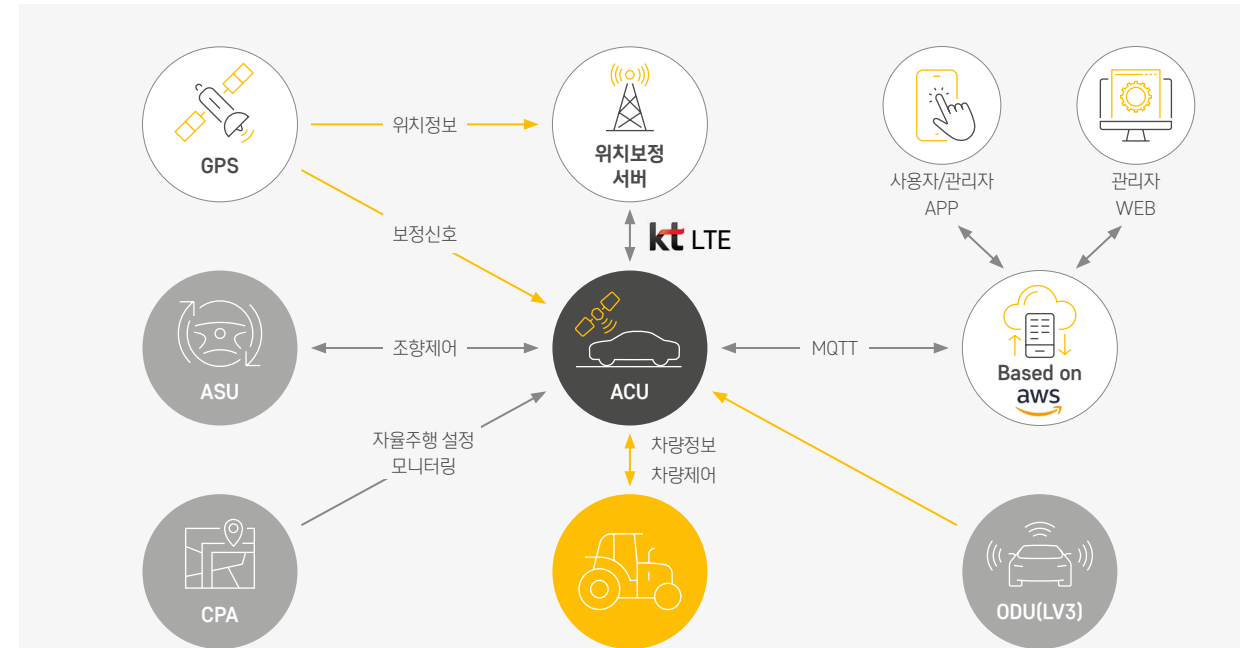 GPS
위치정보
위치보정
서버
사용자/관리자
APP
관리자
WEB
보정신호
kt LTE
ASU
조향제어
ACU
MQTT
Based on
aws
자율주행 설정
모니터링
차량정보
차량제어
CPA
ODU(LV3)